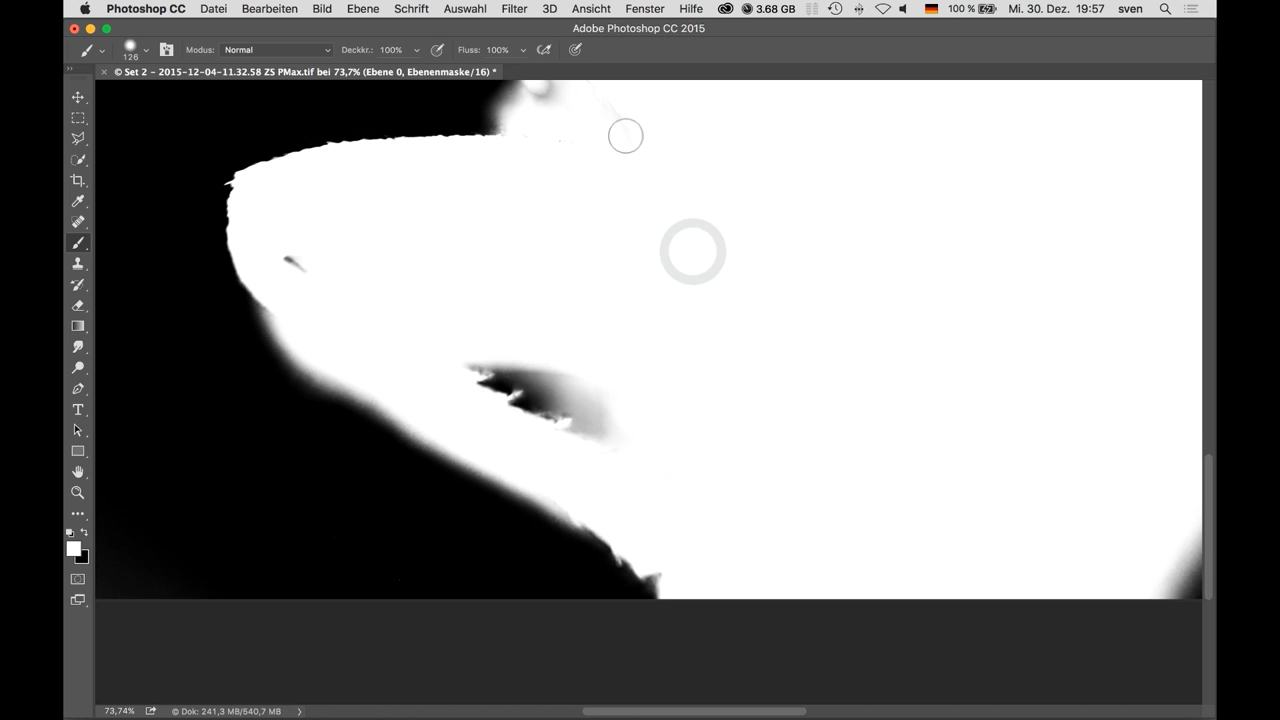 Photoshop CC Datei Bearbeiten Bild Ebene Schrift Auswahl Filter 3D Ansicht Fenster Hilfe 3.68 GB 100 % Mi. 30. Dez. 19:57 sven
Adobe Photoshop CC 2015
126 Modus: Normal Deckkr.: 100% Fluss: 100%
© Set 2 - 2015-12-04-11.32.58 ZS PMax.tif bei 73,7% (Ebene 0, Ebenenmaske/16) *
73,74% © Dok: 241,3 MB/540,7 MB